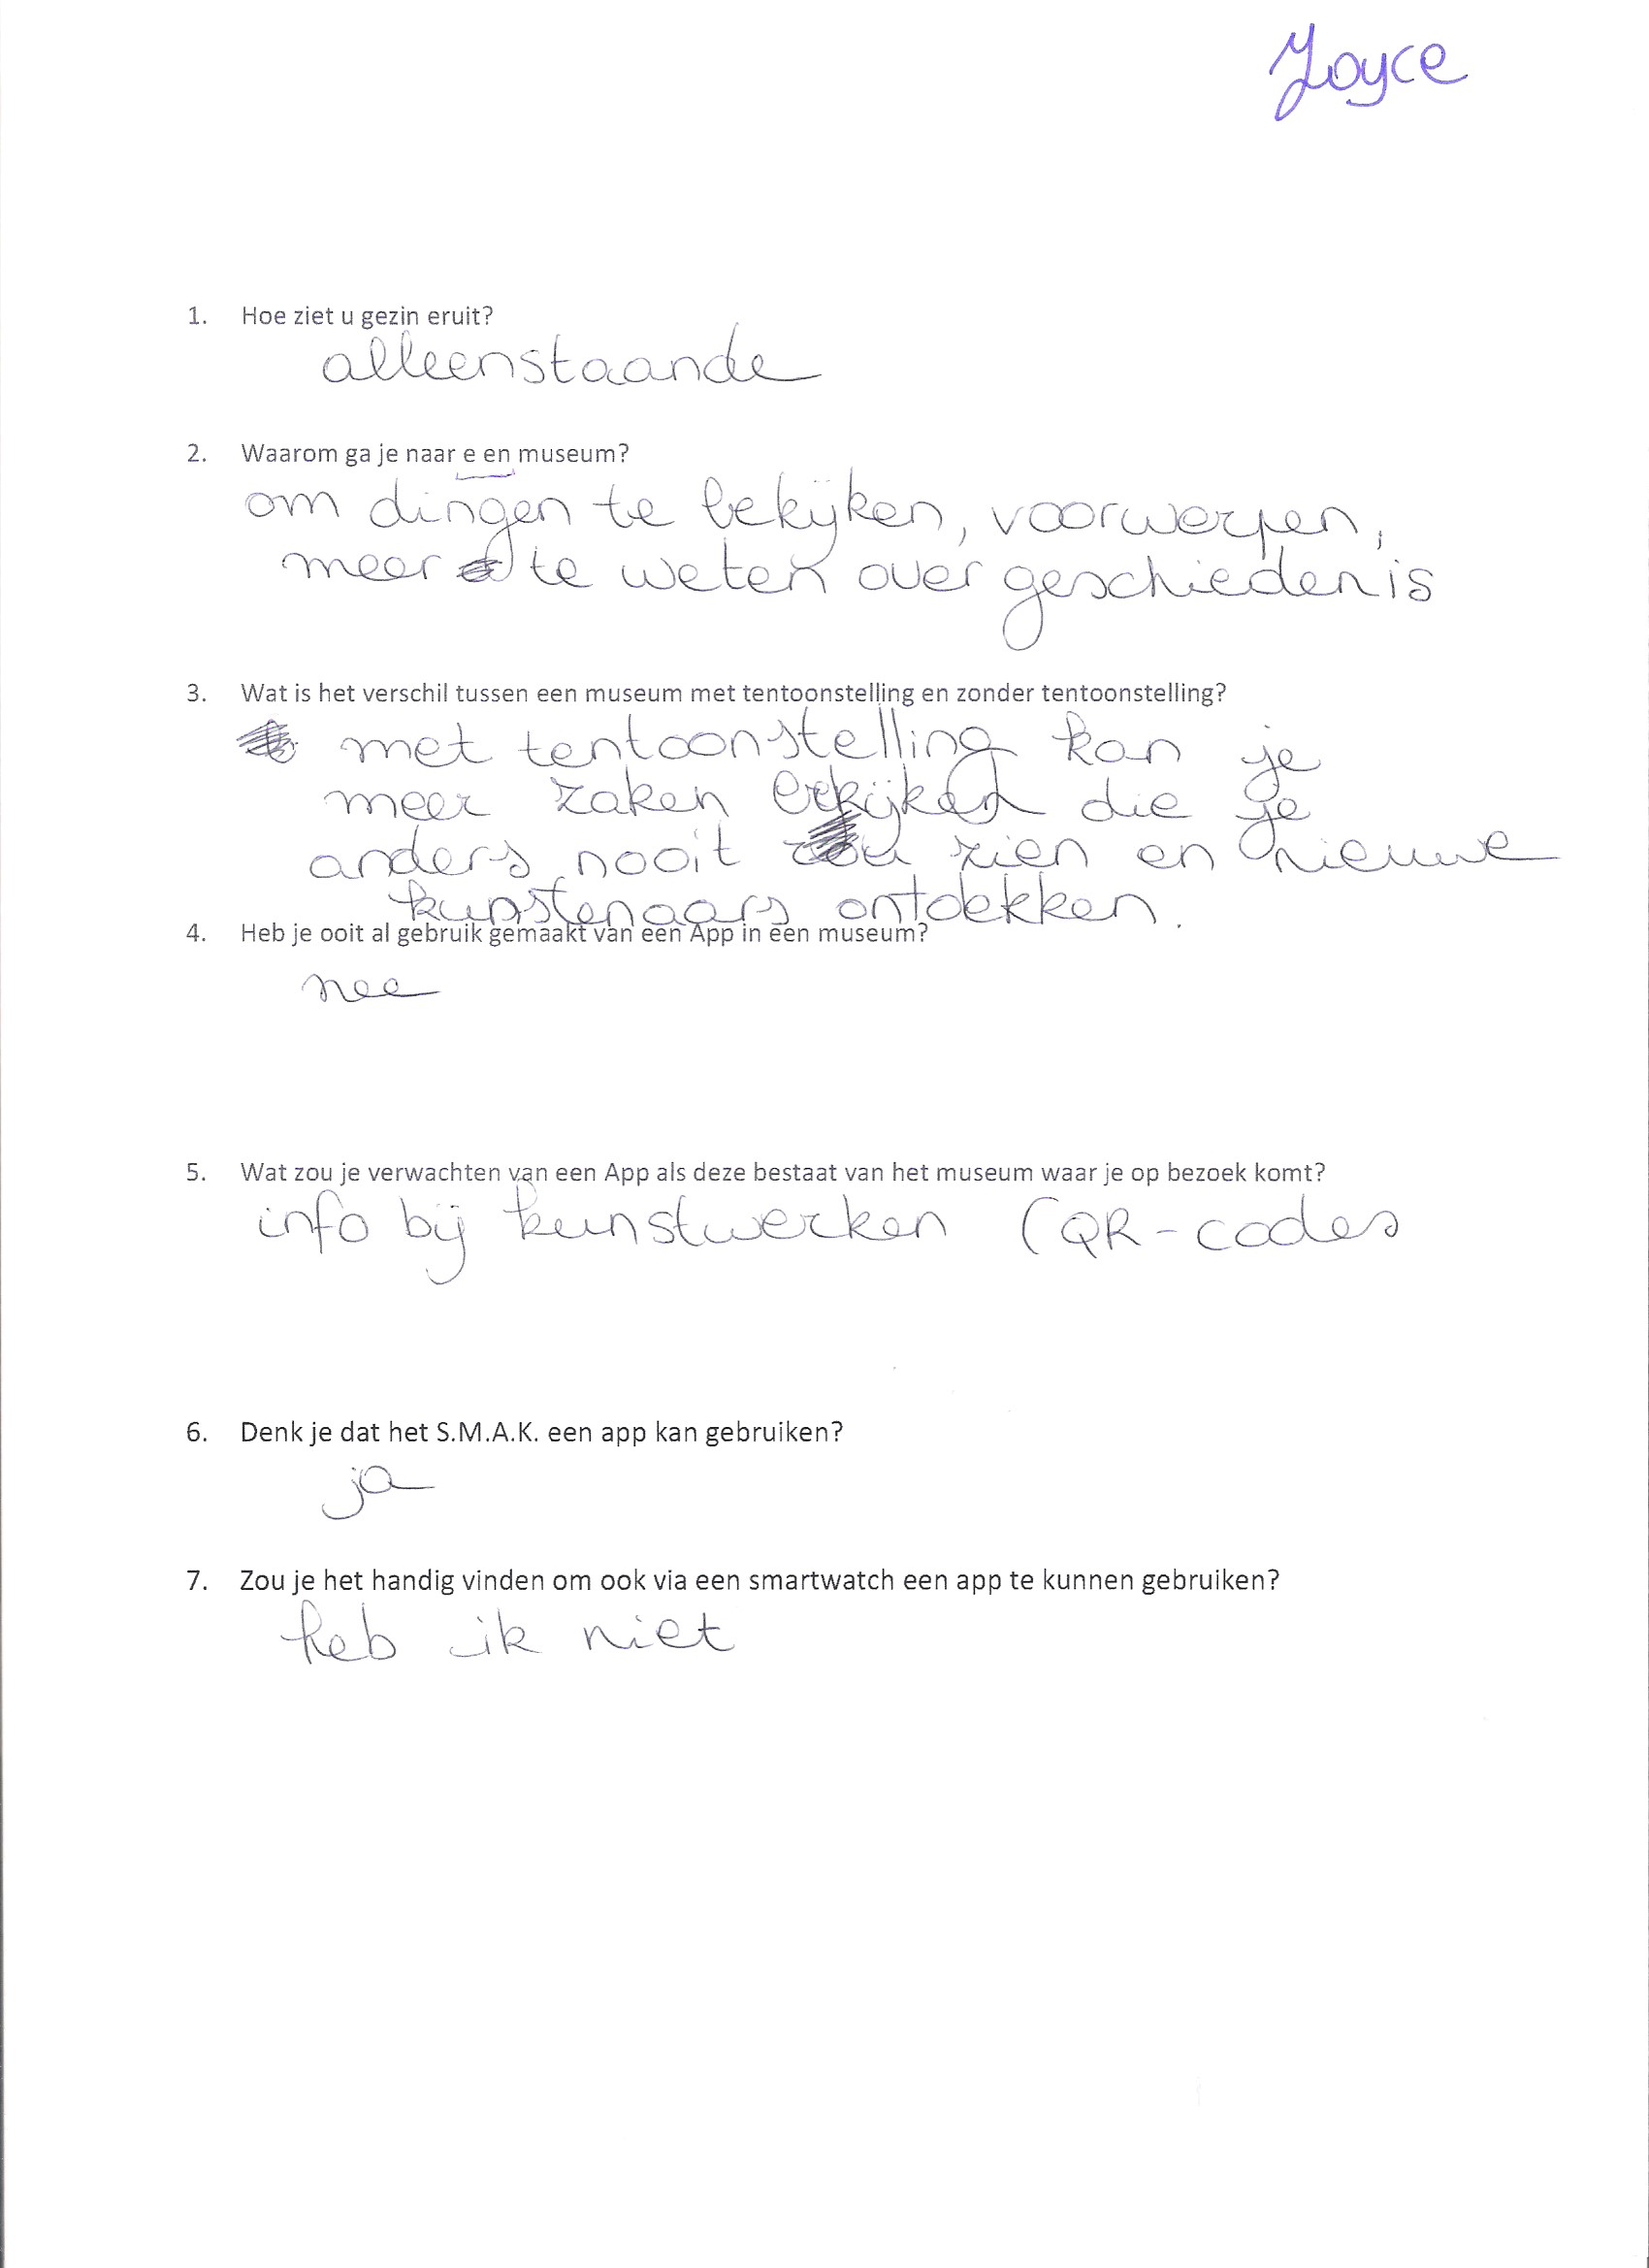 Joyce
1. Hoe ziet u gezin eruit?
alleenstaande
2. Waarom ga je naar e en museum?
om dingen te bekijken, voorwerpen,
meer te weten over geschiedenis
3. Wat is het verschil tussen een museum met tentoonstelling en zonder tentoonstelling?
met tentoonstelling kan je
meer zaken bekijken die je
anders nooit zou zien en nieuwe
kunstenaars ontdekken.
4. Heb je ooit al gebruik gemaakt van een App in een museum?
nee
5. Wat zou je verwachten van een App als deze bestaat van het museum waar je op bezoek komt?
info bij kunstwerken (QR-codes
6. Denk je dat het S.M.A.K. een app kan gebruiken?
ja
7. Zou je het handig vinden om ook via een smartwatch een app te kunnen gebruiken?
heb ik niet